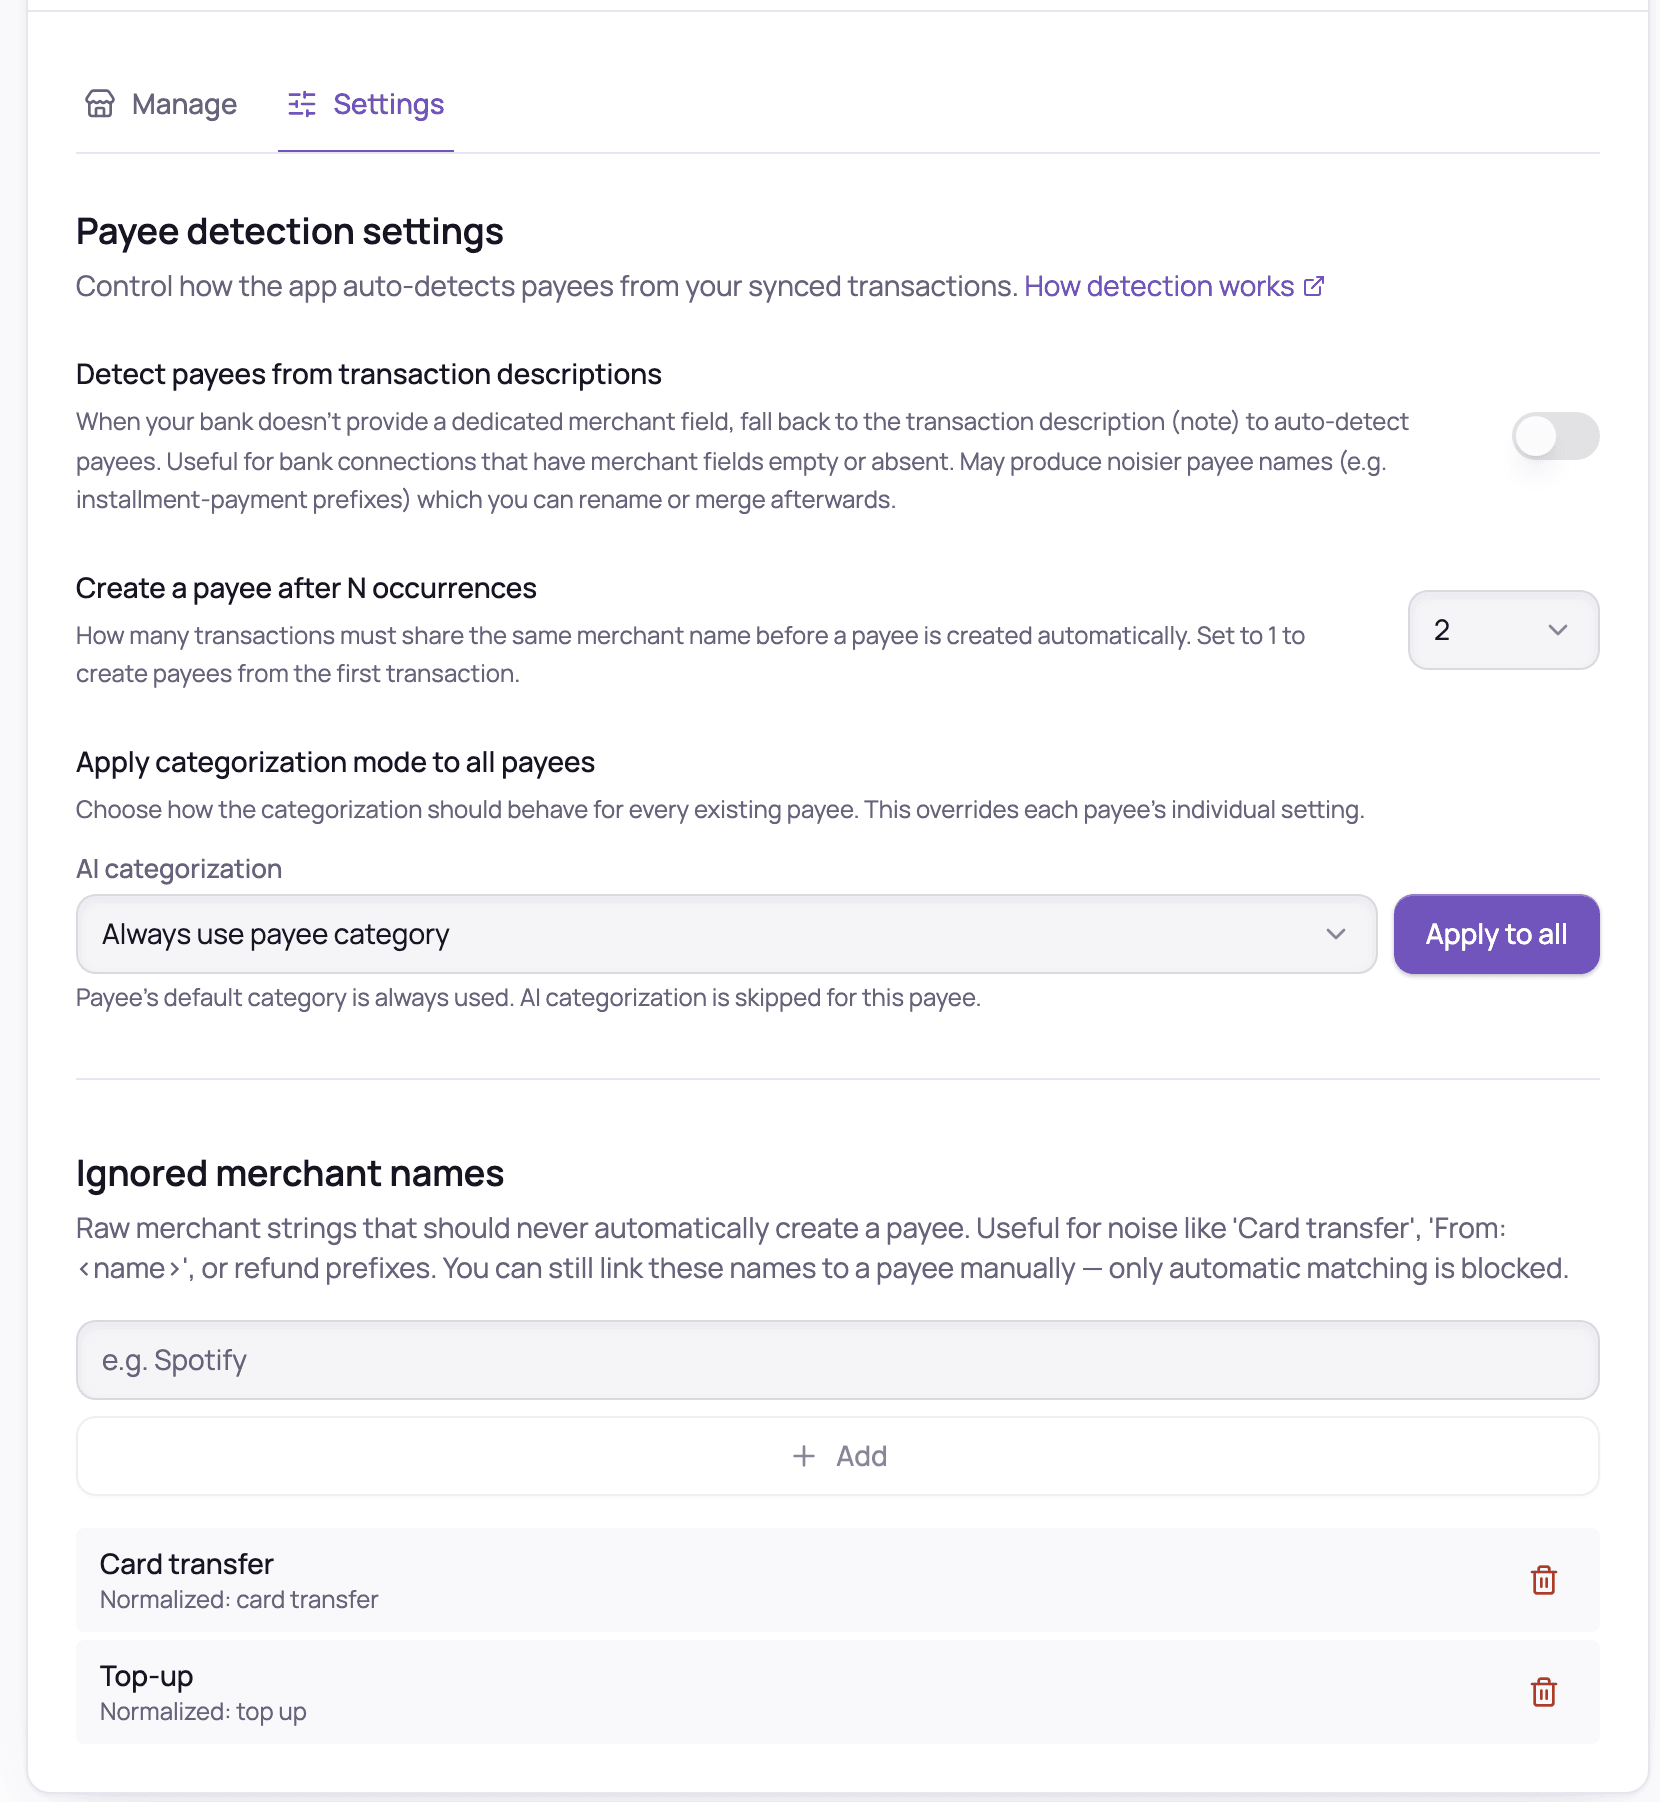 Manage
Settings
Payee detection settings
Control how the app auto-detects payees from your synced transactions. How detection works
Detect payees from transaction descriptions
When your bank doesn’t provide a dedicated merchant field, fall back to the transaction description (note) to auto-detect
payees. Useful for bank connections that have merchant fields empty or absent. May produce noisier payee names (e.g.
installment-payment prefixes) which you can rename or merge afterwards.
Create a payee after N occurrences
How many transactions must share the same merchant name before a payee is created automatically. Set to 1 to
create payees from the first transaction.
2
Apply categorization mode to all payees
Choose how the categorization should behave for every existing payee. This overrides each payee’s individual setting.
AI categorization
Always use payee category
Apply to all
Payee’s default category is always used. AI categorization is skipped for this payee.
Ignored merchant names
Raw merchant strings that should never automatically create a payee. Useful for noise like 'Card transfer', 'From:
<name>', or refund prefixes. You can still link these names to a payee manually — only automatic matching is blocked.
e.g. Spotify
Add
Card transfer
Normalized: card transfer
Top-up
Normalized: top up